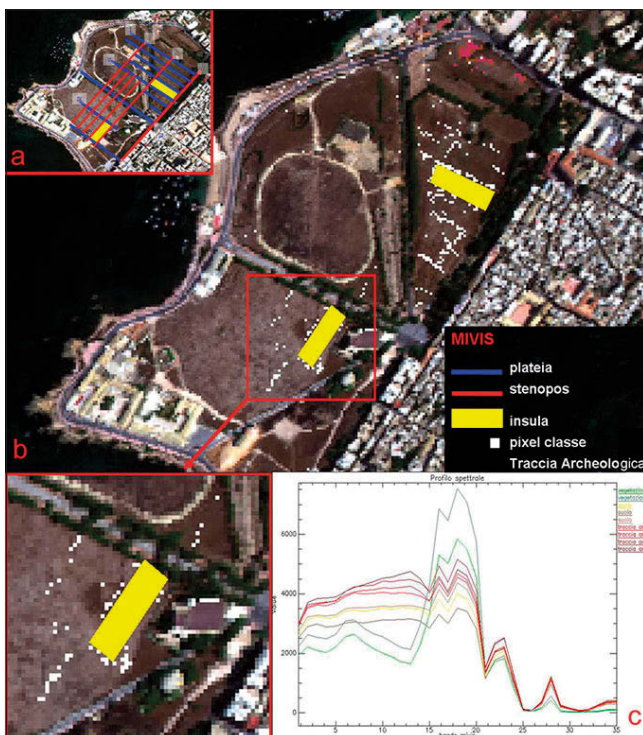 a
b
MIVIS
plateia
stenopos
insula
pixel classe
Traccia Archeologica
Profilo spettrale
6000
4000
2000
0
5
10
15
20
25
30
35
c